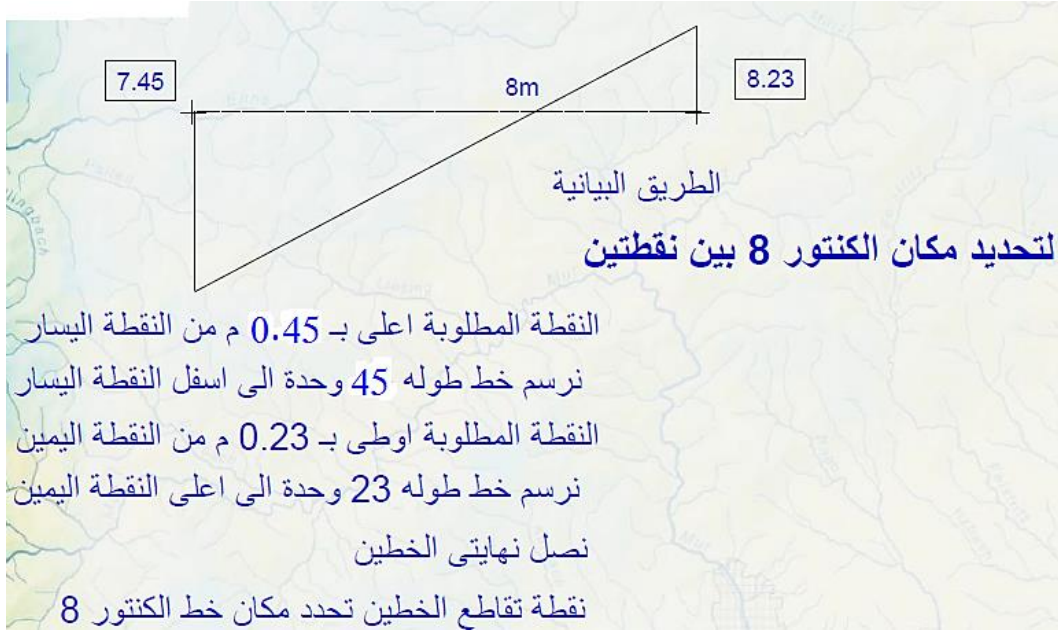 7.45
8m
8.23
الطريق البيانية
لتحديد مكان الكنتور 8 بين نقطتين
النقطة المطلوبة اعلى بـ 0.45 م من النقطة اليسار
نرسم خط طوله 45 وحدة الى اسفل النقطة اليسار
النقطة المطلوبة اوطى بـ 0.23 م من النقطة اليمين
نرسم خط طوله 23 وحدة الى اعلى النقطة اليمين
نصل نهايتى الخطين
نقطة تقاطع الخطين تحدد مكان خط الكنتور 8